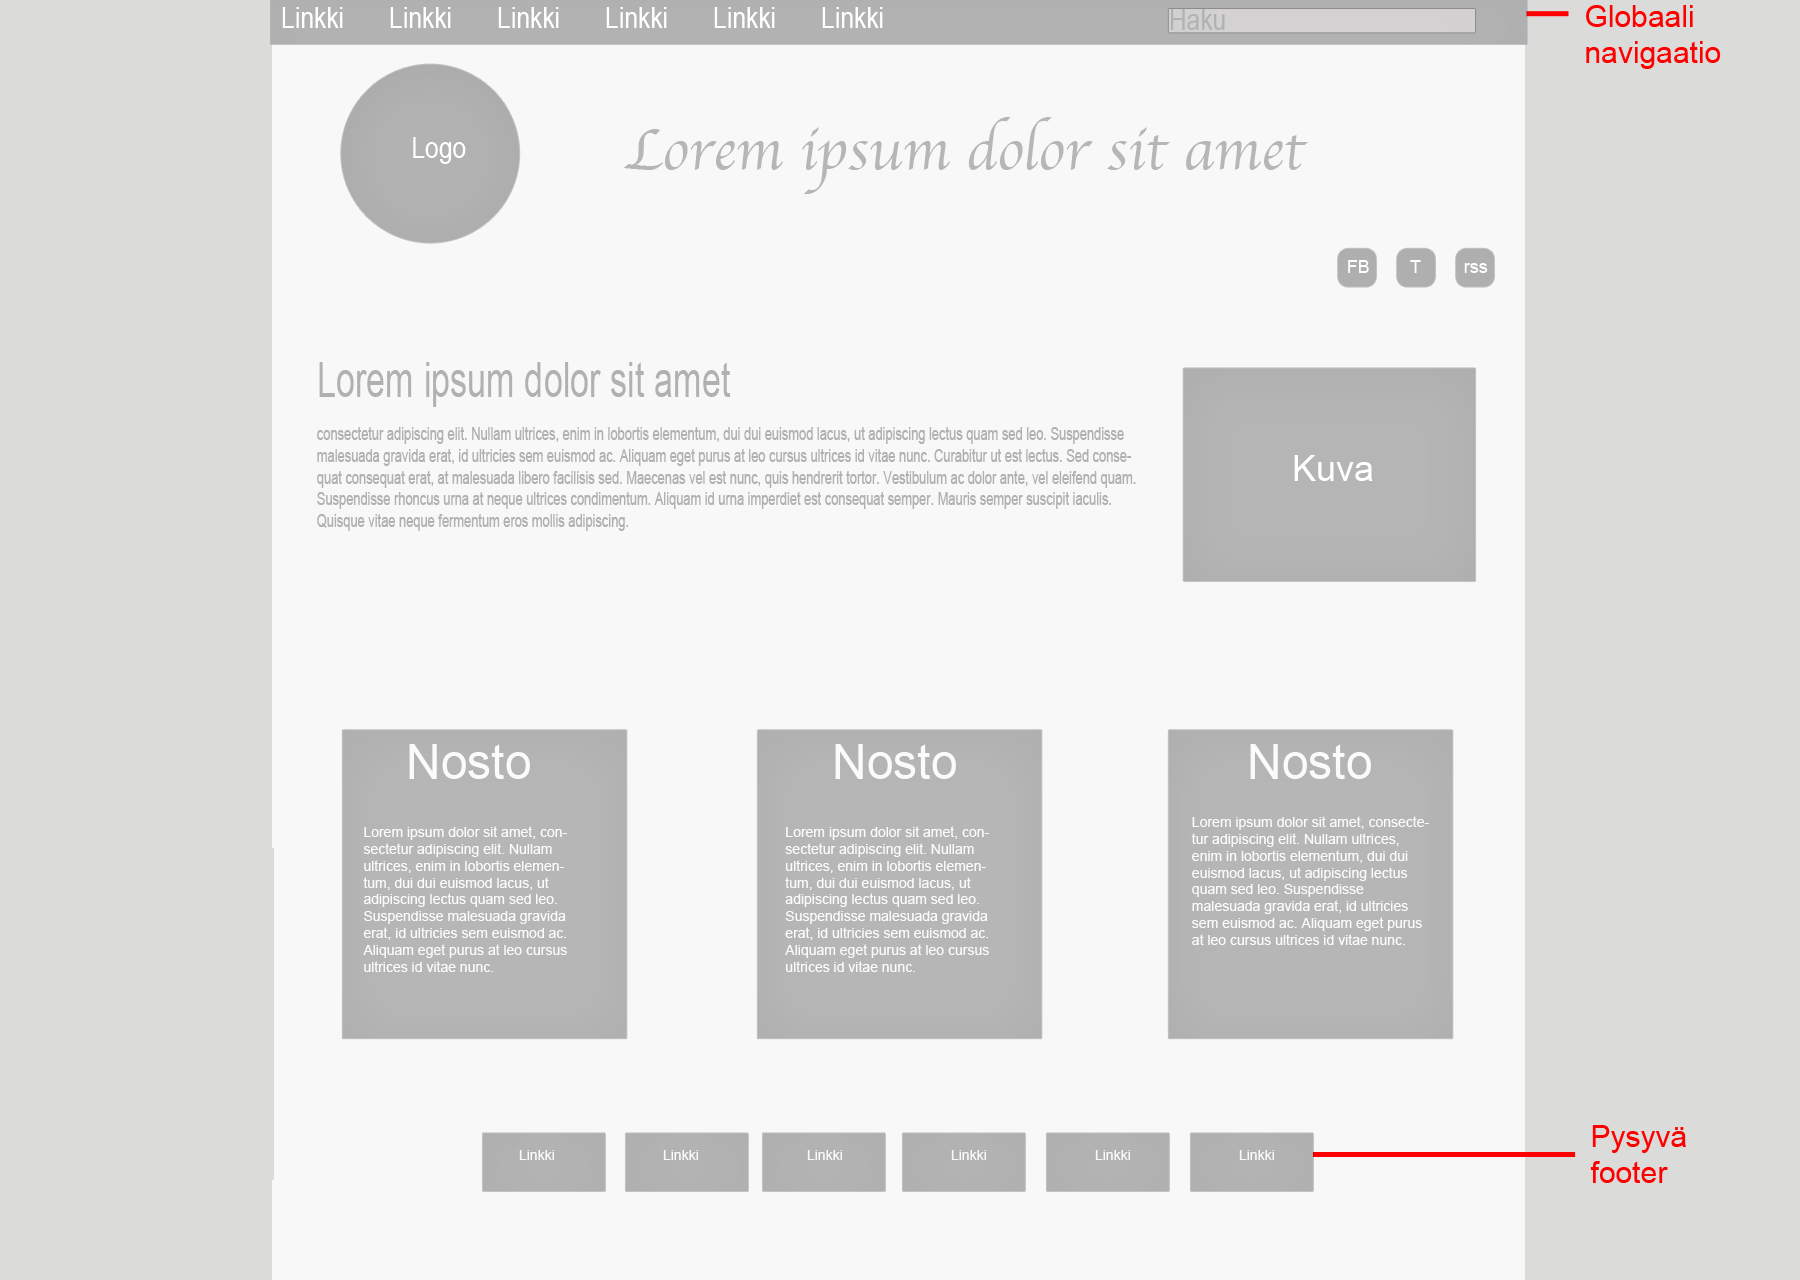 Linkki Linkki Linkki Linkki Linkki Linkki Haku
Globaali
navigaatio
Logo
Lorem ipsum dolor sit amet
FB T rss
Lorem ipsum dolor sit amet
consectetur adipiscing elit. Nullam ultrices, enim in lobortis elementum, dui dui euismod lacus, ut adipiscing lectus quam sed leo. Suspendisse
malesuada gravida erat, id ultricies sem euismod ac. Aliquam eget purus at leo cursus ultrices id vitae nunc. Curabitur ut est lectus. Sed conse-
quat consequat erat, at malesuada libero facilisis sed. Maecenas vel est nunc, quis hendrerit tortor. Vestibulum ac dolor ante, vel eleifend quam.
Suspendisse rhoncus urna at neque ultrices condimentum. Aliquam id urna imperdiet est consequat semper. Mauris semper suscipit iaculis.
Quisque vitae neque fermentum eros mollis adipiscing.
Kuva
Nosto
Lorem ipsum dolor sit amet, con-
sectetur adipiscing elit. Nullam
ultrices, enim in lobortis elemen-
tum, dui dui euismod lacus, ut
adipiscing lectus quam sed leo.
Suspendisse malesuada gravida
erat, id ultricies sem euismod ac.
Aliquam eget purus at leo cursus
ultrices id vitae nunc.
Nosto
Lorem ipsum dolor sit amet, con-
sectetur adipiscing elit. Nullam
ultrices, enim in lobortis elemen-
tum, dui dui euismod lacus, ut
adipiscing lectus quam sed leo.
Suspendisse malesuada gravida
erat, id ultricies sem euismod ac.
Aliquam eget purus at leo cursus
ultrices id vitae nunc.
Nosto
Lorem ipsum dolor sit amet, consecte-
tur adipiscing elit. Nullam ultrices,
enim in lobortis elementum, dui dui
euismod lacus, ut adipiscing lectus
quam sed leo. Suspendisse
malesuada gravida erat, id ultricies
sem euismod ac. Aliquam eget purus
at leo cursus ultrices id vitae nunc.
Linkki Linkki Linkki Linkki Linkki Linkki
Pysyvä
footer